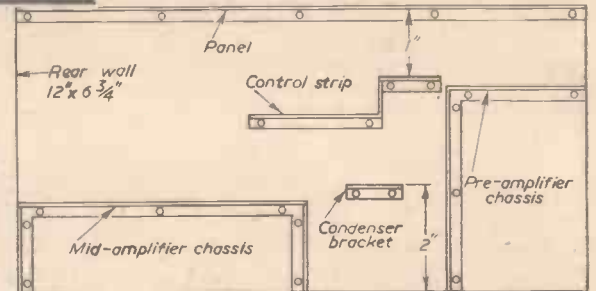 Panel
1"
Rear wall
12" x 6 3/4"
Control strip
Pre-amplifier
chassis
Condenser
bracket
2"
Mid-amplifier chassis